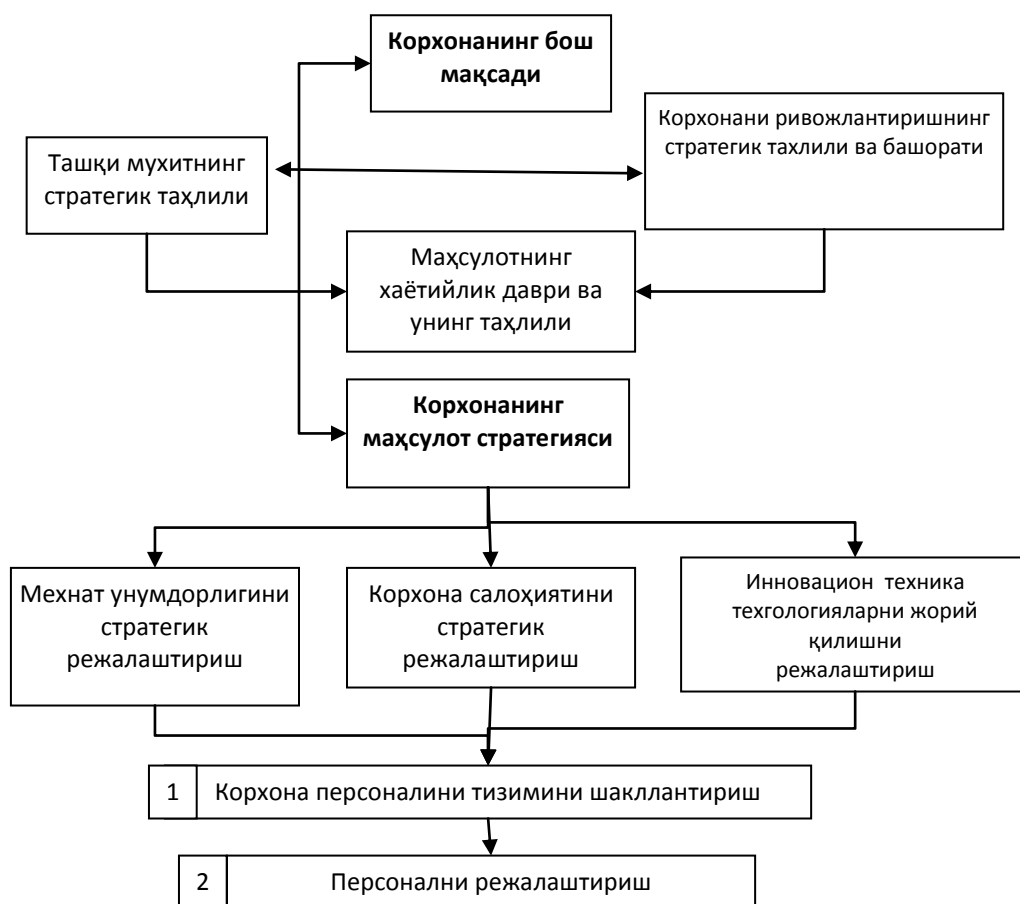 Корхонанинг бош
мақсади
Корхонани ривожлантиришнинг
стратегик тахлили ва башорати
Ташқи мухитнинг
стратегик таҳлили
Маҳсулотнинг
хаётийлик даври ва
унинг таҳлили
Корхонанинг
маҳсулот стратегияси
Мехнат унумдорлигини
стратегик
режалаштириш
Корхона салоҳиятини
стратегик
режалаштириш
Инновацион техника
техгологияларни жорий
қилишни
режалаштириш
1 Корхона персоналини тизимини шакллантириш
2 Персонални режалаштириш